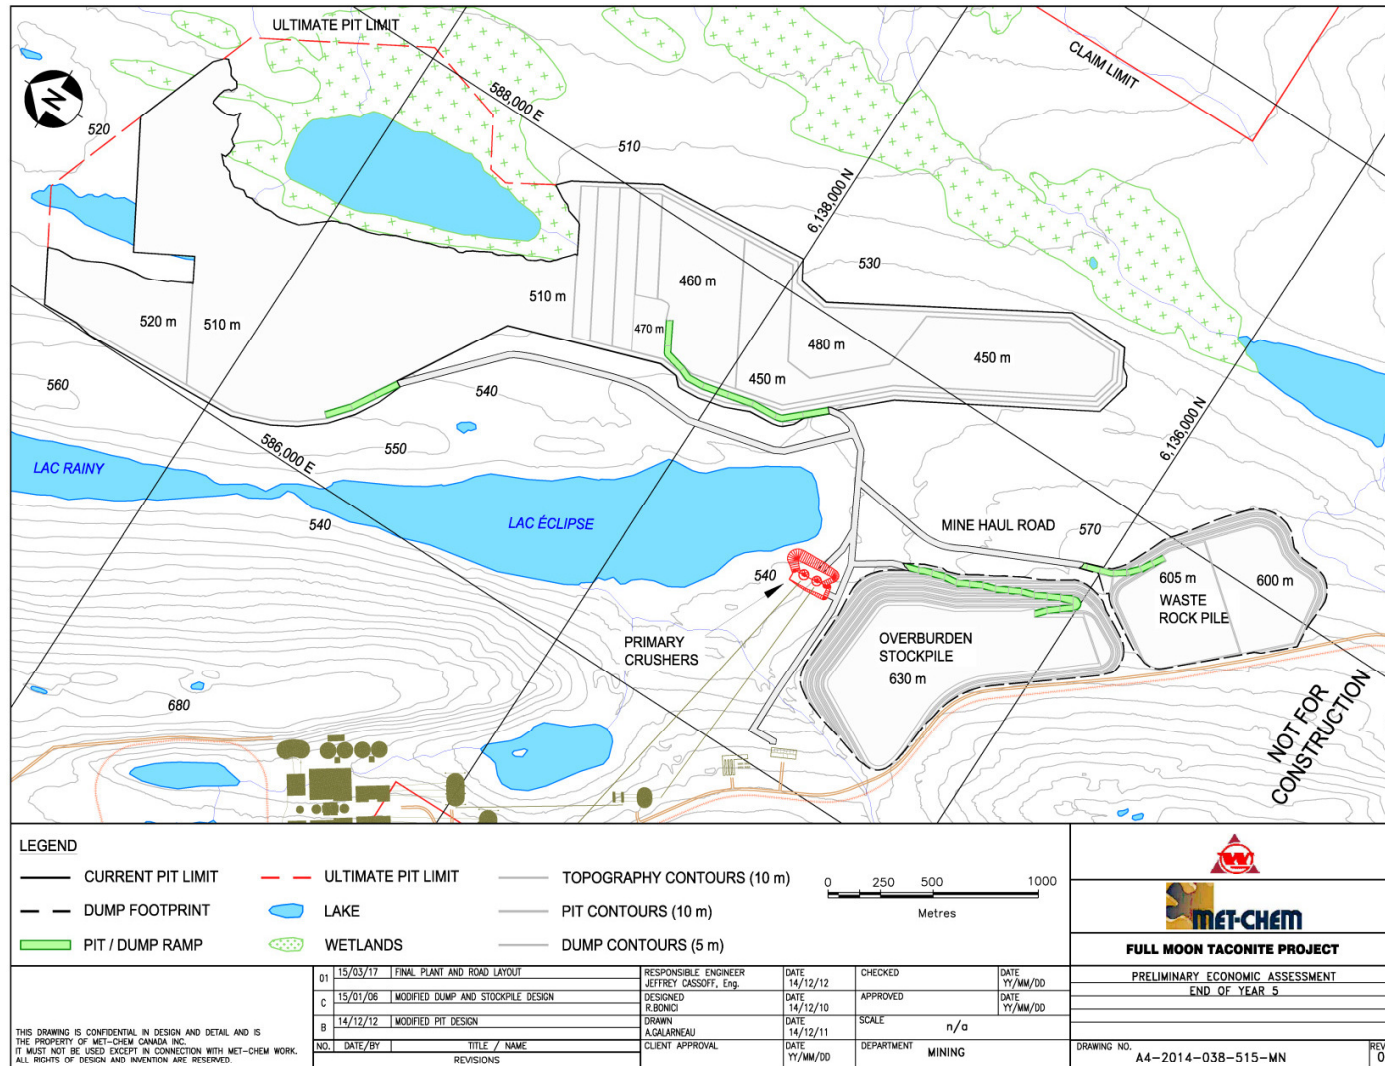 ULTIMATE PIT LIMIT
CLAIM LIMIT
588,000 E
N
520
510
6,138,000 N
530
460 m
510 m
520 m
510 m
470 m
480 m
450 m
450 m
560
540
550
586,000 E
6,136,000 N
LAC RAINY
540
LAC ÉCLIPSE
MINE HAUL ROAD
570
540
605 m
600 m
WASTE
ROCK PILE
PRIMARY
CRUSHERS
OVERBURDEN
STOCKPILE
630 m
680
NOT FOR
CONSTRUCTION
LEGEND
CURRENT PIT LIMIT
ULTIMATE PIT LIMIT
TOPOGRAPHY CONTOURS (10 m)
0 250 500 1000
Metres
DUMP FOOTPRINT
LAKE
PIT CONTOURS (10 m)
PIT / DUMP RAMP
WETLANDS
DUMP CONTOURS (5 m)
W
MET-CHEM
FULL MOON TACONITE PROJECT
PRELIMINARY ECONOMIC ASSESSMENT
END OF YEAR 5
DRAWING NO.
A4-2014-038-515-MN
REV
0
01 15/03/17 FINAL PLANT AND ROAD LAYOUT
C 15/01/06 MODIFIED DUMP AND STOCKPILE DESIGN
B 14/12/12 MODIFIED PIT DESIGN
NO. DATE/BY TITLE / NAME
REVISIONS
RESPONSIBLE ENGINEER
JEFFREY CASSOFF, Eng.
DATE
14/12/12
CHECKED
DATE
YY/MM/DD
DESIGNED
R.BONICI
DATE
14/12/10
APPROVED
DATE
YY/MM/DD
DRAWN
A.GALARNEAU
DATE
14/12/11
SCALE
n/a
CLIENT APPROVAL
DATE
YY/MM/DD
DEPARTMENT
MINING
THIS DRAWING IS CONFIDENTIAL IN DESIGN AND DETAIL AND IS
THE PROPERTY OF MET-CHEM CANADA INC.
IT MUST NOT BE USED EXCEPT IN CONNECTION WITH MET-CHEM WORK.
ALL RIGHTS OF DESIGN AND INVENTION ARE RESERVED.